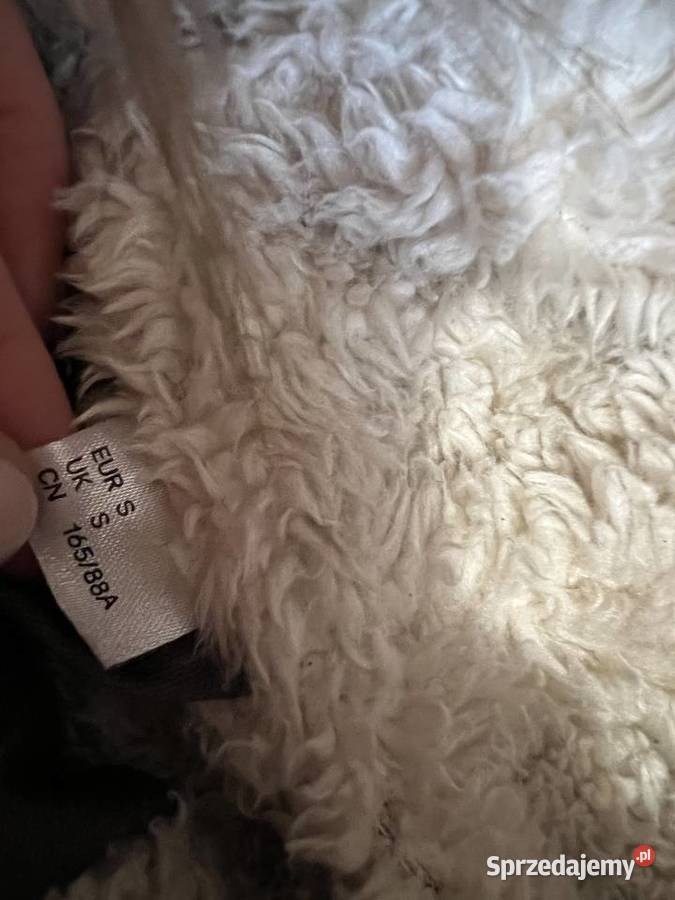 EUR S
UK S
CN 165/88A
Sprzedajemy.pl